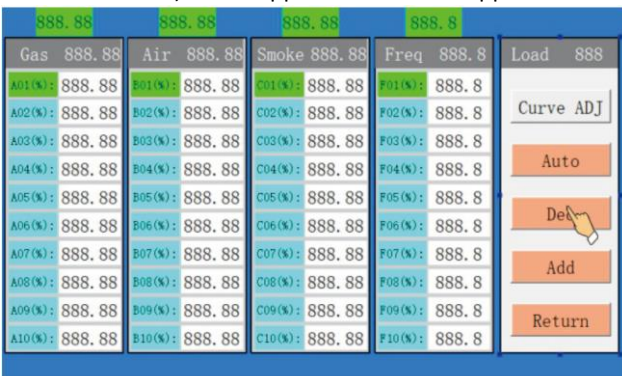 888.88 888.88 888.88 888.8
Gas 888.88 Air 888.88 Smoke 888.88 Freq 888.8 Load 888
A01(%): 888.88 B01(%): 888.88 C01(%): 888.88 F01(%): 888.8
A02(%): 888.88 B02(%): 888.88 C02(%): 888.88 F02(%): 888.8
Curve ADJ
A03(%): 888.88 B03(%): 888.88 C03(%): 888.88 F03(%): 888.8
A04(%): 888.88 B04(%): 888.88 C04(%): 888.88 F04(%): 888.8
Auto
A05(%): 888.88 B05(%): 888.88 C05(%): 888.88 F05(%): 888.8
A06(%): 888.88 B06(%): 888.88 C06(%): 888.88 F06(%): 888.8
A07(%): 888.88 B07(%): 888.88 C07(%): 888.88 F07(%): 888.8
A08(%): 888.88 B08(%): 888.88 C08(%): 888.88 F08(%): 888.8
Add
A09(%): 888.88 B09(%): 888.88 C09(%): 888.88 F09(%): 888.8
Return
A10(%): 888.88 B10(%): 888.88 C10(%): 888.88 F10(%): 888.8